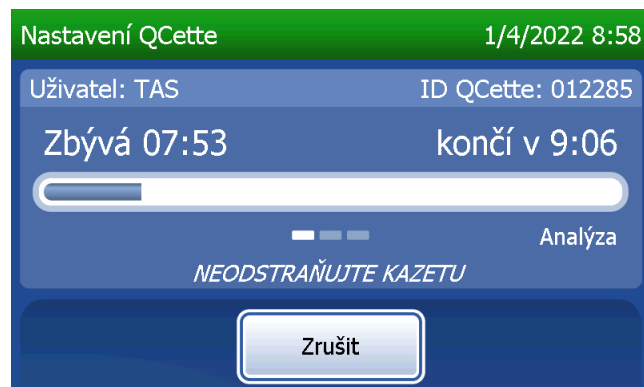 Nastavení QCette 1/4/2022 8:58
Uživatel: TAS ID QCette: 012285
Zbývá 07:53 končí v 9:06
Analýza
NEODSTRAŇUJTE KAZETU
Zrušit